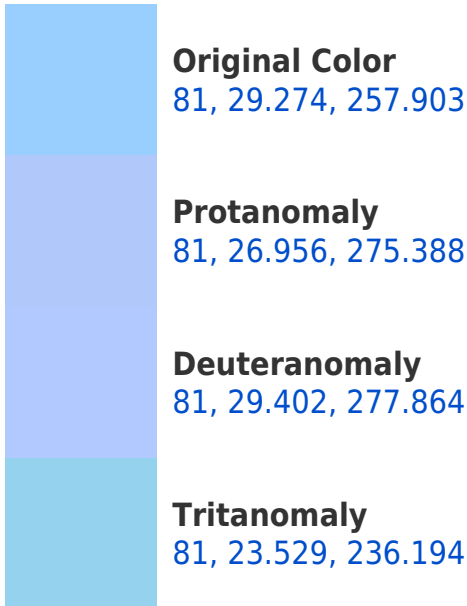 Original Color
81, 29.274, 257.903
Protanomaly
81, 26.956, 275.388
Deuteranomaly
81, 29.402, 277.864
Tritanomaly
81, 23.529, 236.194